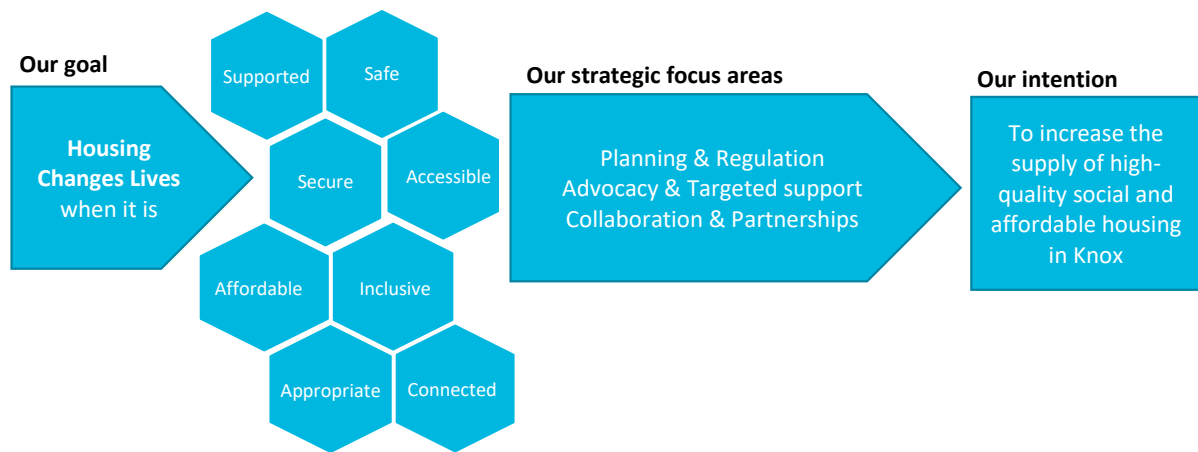 Our goal
Housing
Changes Lives
when it is
Supported
Safe
Secure
Accessible
Affordable
Inclusive
Appropriate
Connected
Our strategic focus areas
Planning & Regulation
Advocacy & Targeted support
Collaboration & Partnerships
Our intention
To increase the
supply of high-
quality social and
affordable housing
in Knox